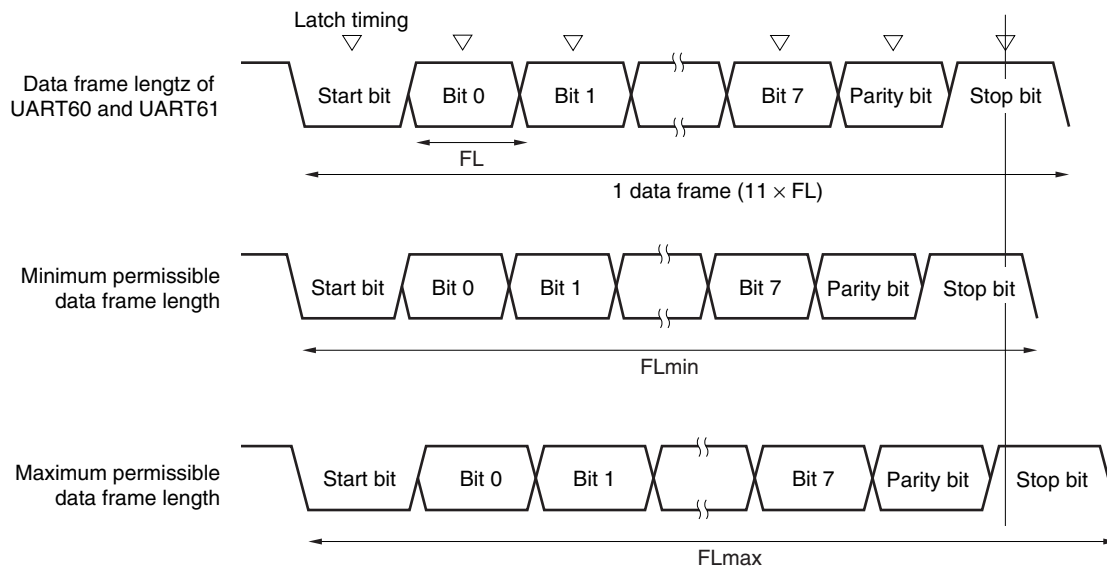 Latch timing
Data frame lengtz of
UART60 and UART61
Start bit Bit 0 Bit 1 Bit 7 Parity bit Stop bit
FL
1 data frame (11 × FL)
Minimum permissible
data frame length
Start bit Bit 0 Bit 1 Bit 7 Parity bit Stop bit
FLmin
Maximum permissible
data frame length
Start bit Bit 0 Bit 1 Bit 7 Parity bit Stop bit
FLmax